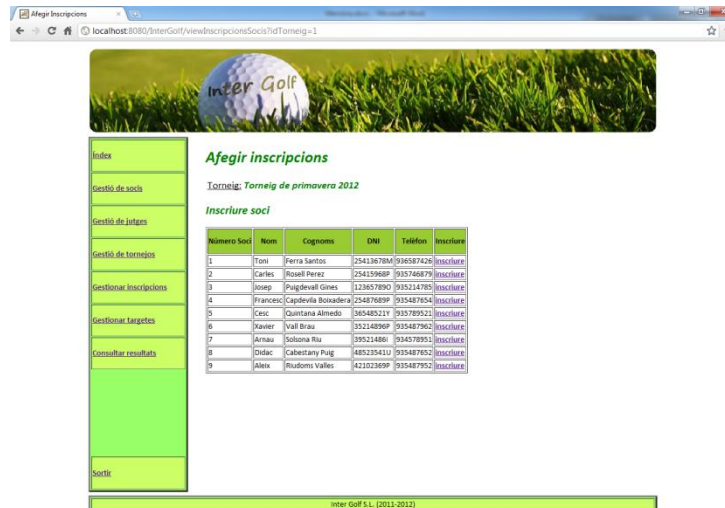 Afegir Inscripcions
localhost:8080/InterGolf/viewInscripcionsSocis?idTorneig=1
Inter Golf
Índex
Gestió de socis
Gestió de jutges
Gestió de tornejos
Gestionar inscripcions
Gestionar targetes
Consultar resultats
Sortir
Afegir inscripcions
Torneig: Torneig de primavera 2012
Inscriure soci
Número Soci Nom Cognoms DNI Telèfon Inscriure
1 Toni Ferra Santos 25413678M 936587426 inscriure
2 Carles Rosell Perez 25415968P 935746879 inscriure
3 Josep Puigdevall Gines 12365789O 935214785 inscriure
4 Francesc Capdevila Boixadera 25487689P 935487654 inscriure
5 Cesc Quintana Almedo 36548521Y 935789521 inscriure
6 Xavier Vall Brau 35214896P 935487962 inscriure
7 Arnau Solsona Riu 39521486I 934578951 inscriure
8 Didac Cabestany Puig 48523541U 935487652 inscriure
9 Aleix Riudoms Valles 42102369P 935487952 inscriure
Inter Golf S.L. (2011-2012)